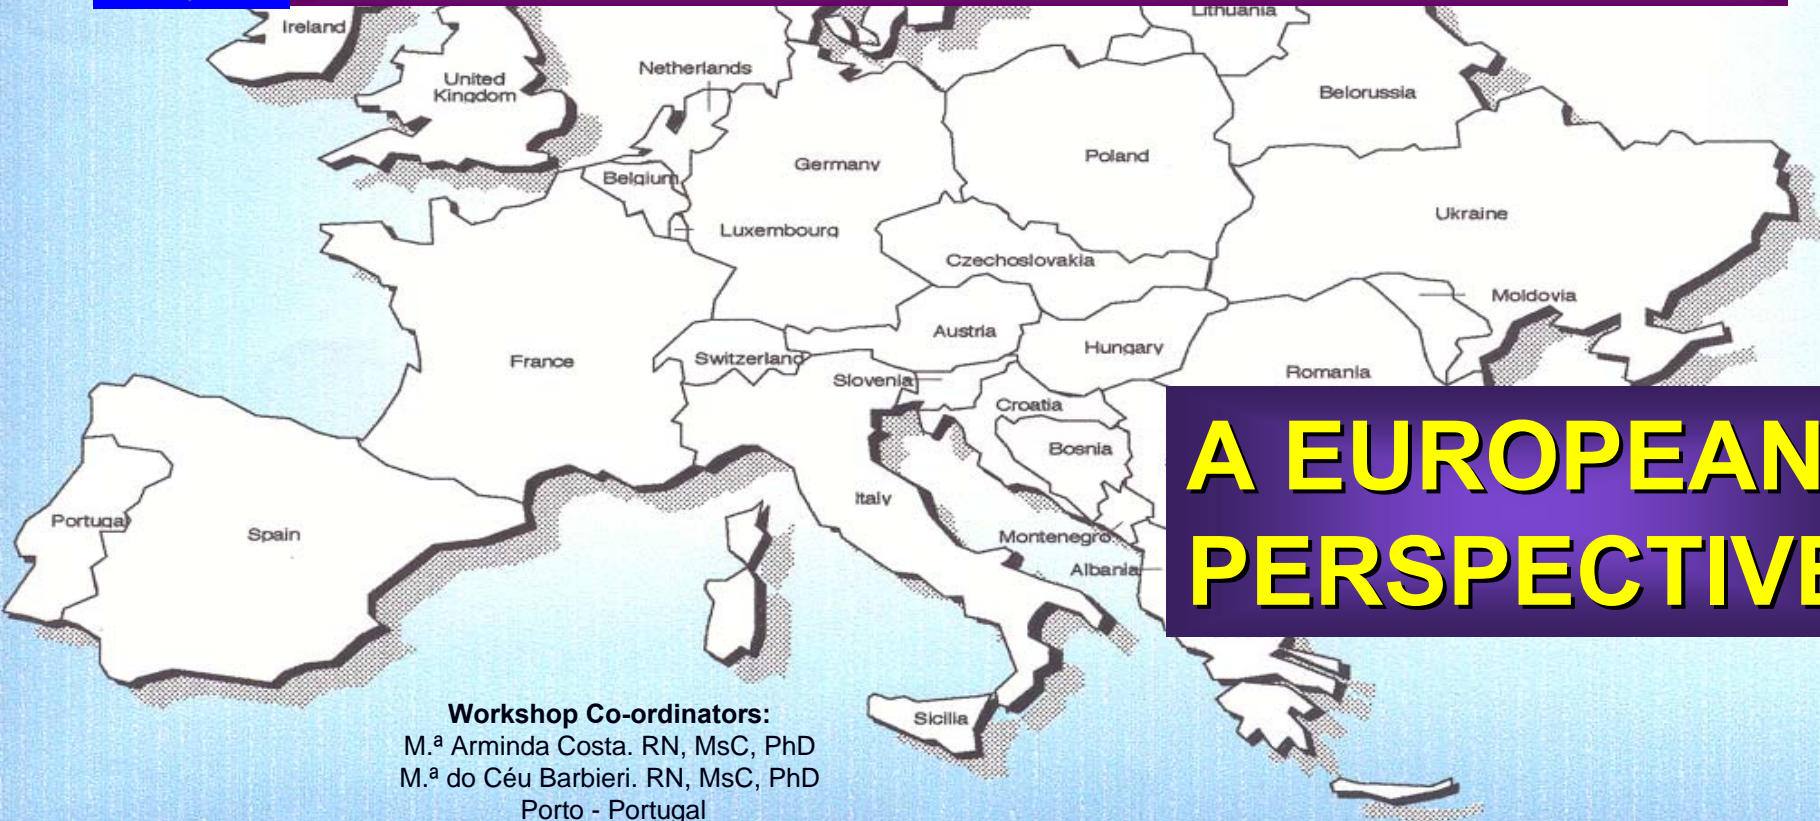 Lithuania
Ireland
Netherlands
United
Kingdom
Belorussia
Germany
Poland
Belgium
Ukraine
Luxembourg
Czechoslovakia
Moldovia
Austria
Hungary
France
Switzerland
Romania
Slovenia
Croatia
Bosnia
Italy
Portugal
Spain
Montenegro
Albania
A EUROPEAN
PERSPECTIVE
Sicilia
Workshop Co-ordinators:
M.ª Arminda Costa. RN, MsC, PhD
M.ª do Céu Barbieri. RN, MsC, PhD
Porto - Portugal